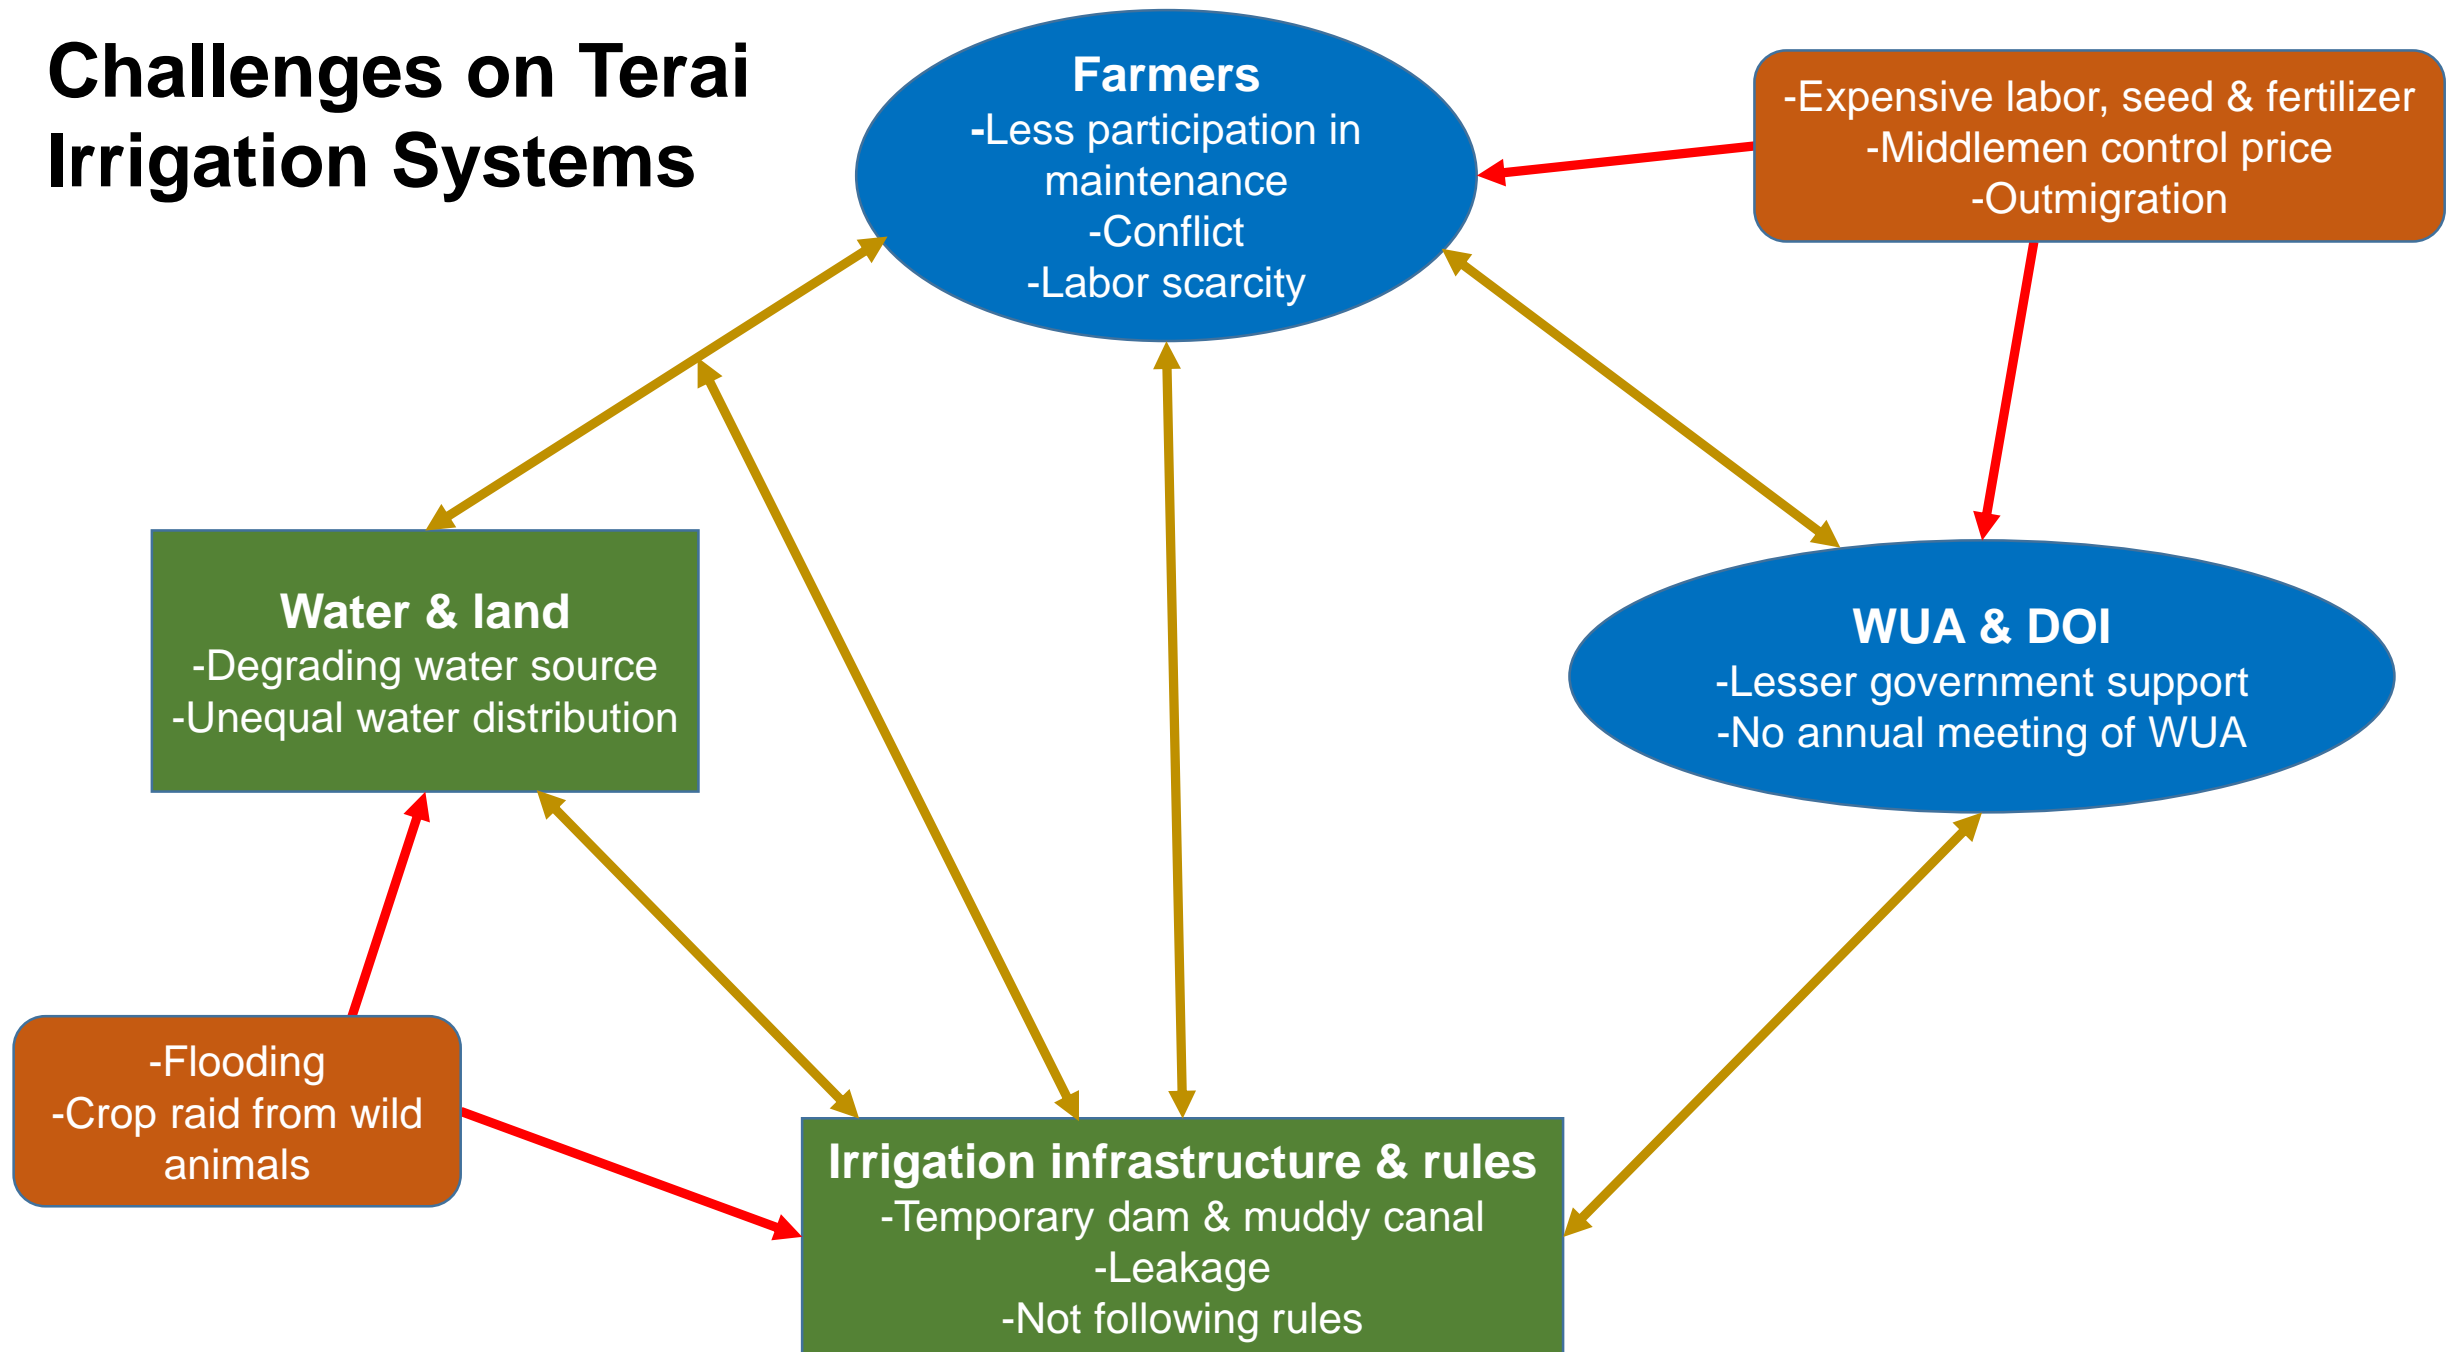 Challenges on Terai
Irrigation Systems
Farmers
-Less participation in
maintenance
-Conflict
-Labor scarcity
-Expensive labor, seed & fertilizer
-Middlemen control price
-Outmigration
Water & land
-Degrading water source
-Unequal water distribution
WUA & DOI
-Lesser government support
-No annual meeting of WUA
-Flooding
-Crop raid from wild
animals
Irrigation infrastructure & rules
-Temporary dam & muddy canal
-Leakage
-Not following rules